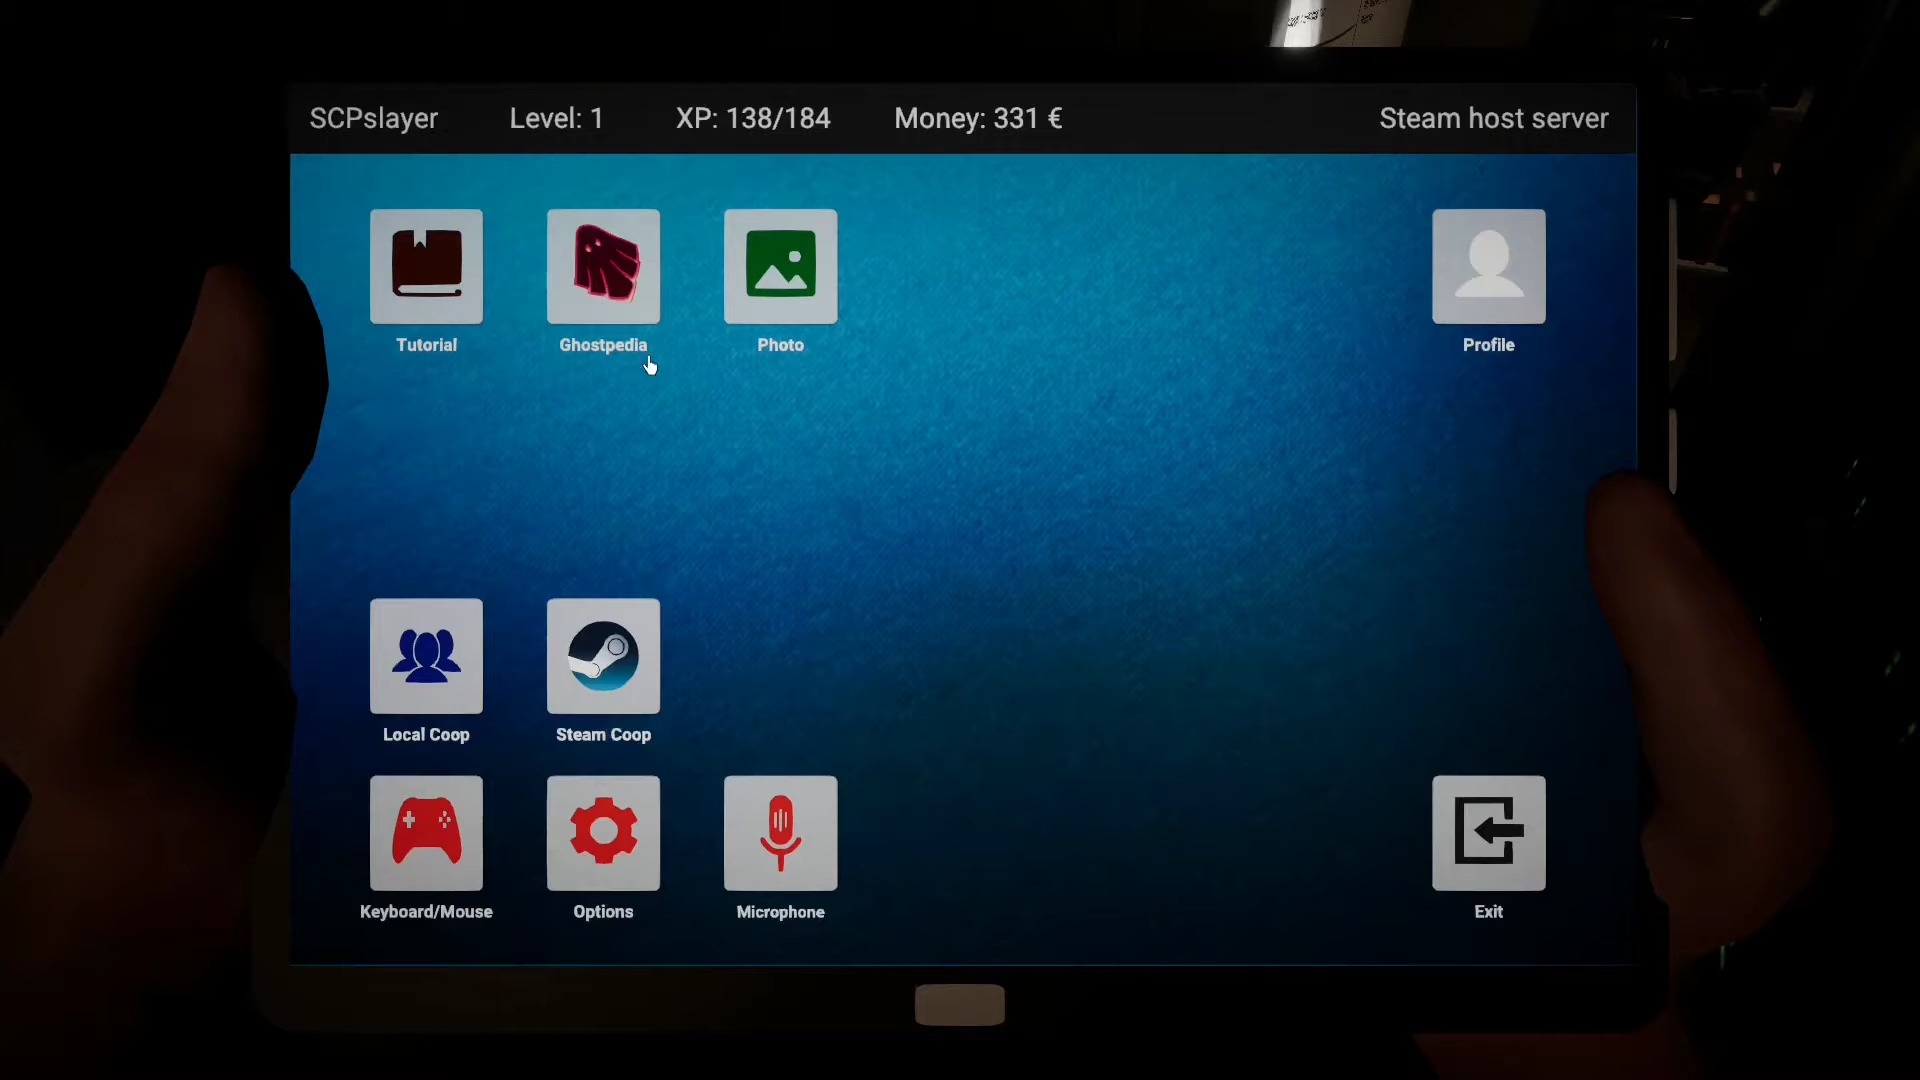 SCPslayer Level: 1 XP: 138/184 Money: 331 € Steam host server
Tutorial Ghostpedia Photo Profile
Local Coop Steam Coop
Keyboard/Mouse Options Microphone Exit